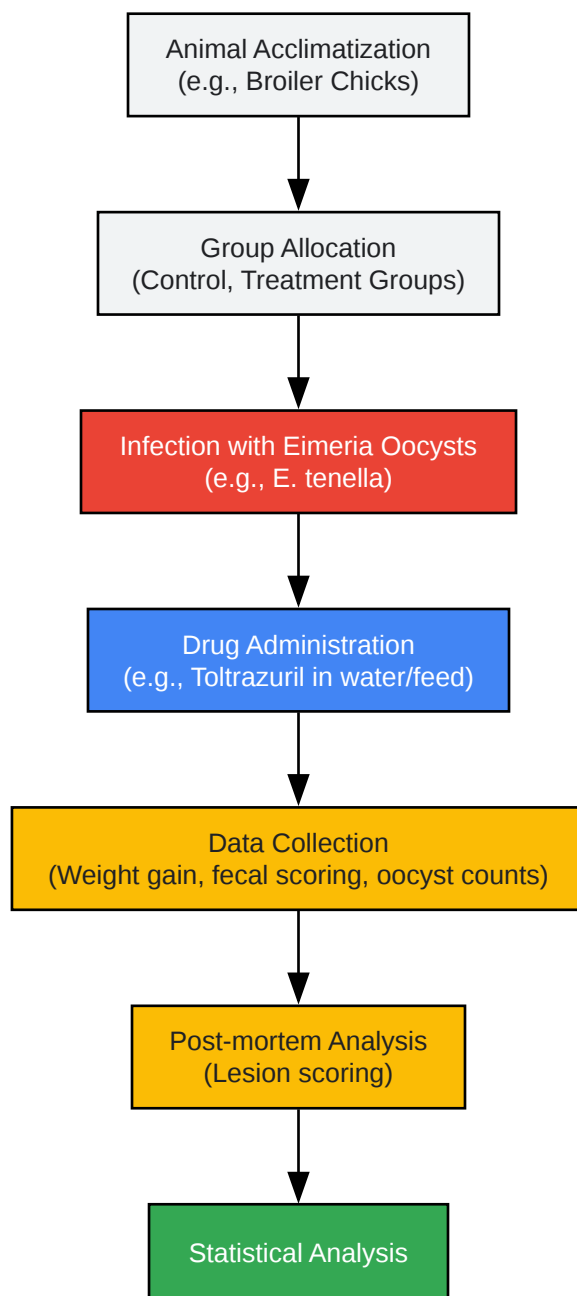 Animal Acclimatization
(e.g., Broiler Chicks)
Group Allocation
(Control, Treatment Groups)
Infection with Eimeria Oocysts
(e.g., E. tenella)
Drug Administration
(e.g., Toltrazuril in water/feed)
Data Collection
(Weight gain, fecal scoring, oocyst counts)
Post-mortem Analysis
(Lesion scoring)
Statistical Analysis